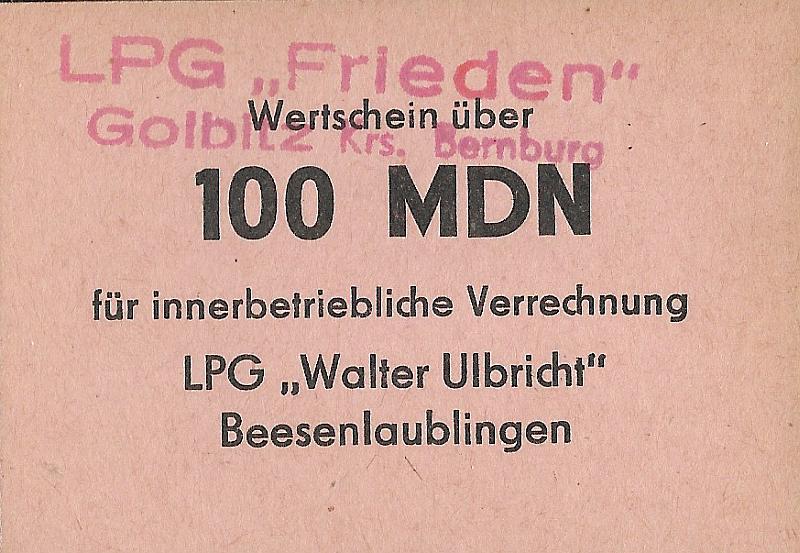 LPG „Frieden“
Wertschein über
Golbitz Krs. Bernburg
100 MDN
für innerbetriebliche Verrechnung
LPG „Walter Ulbricht“
Beesenlaublingen